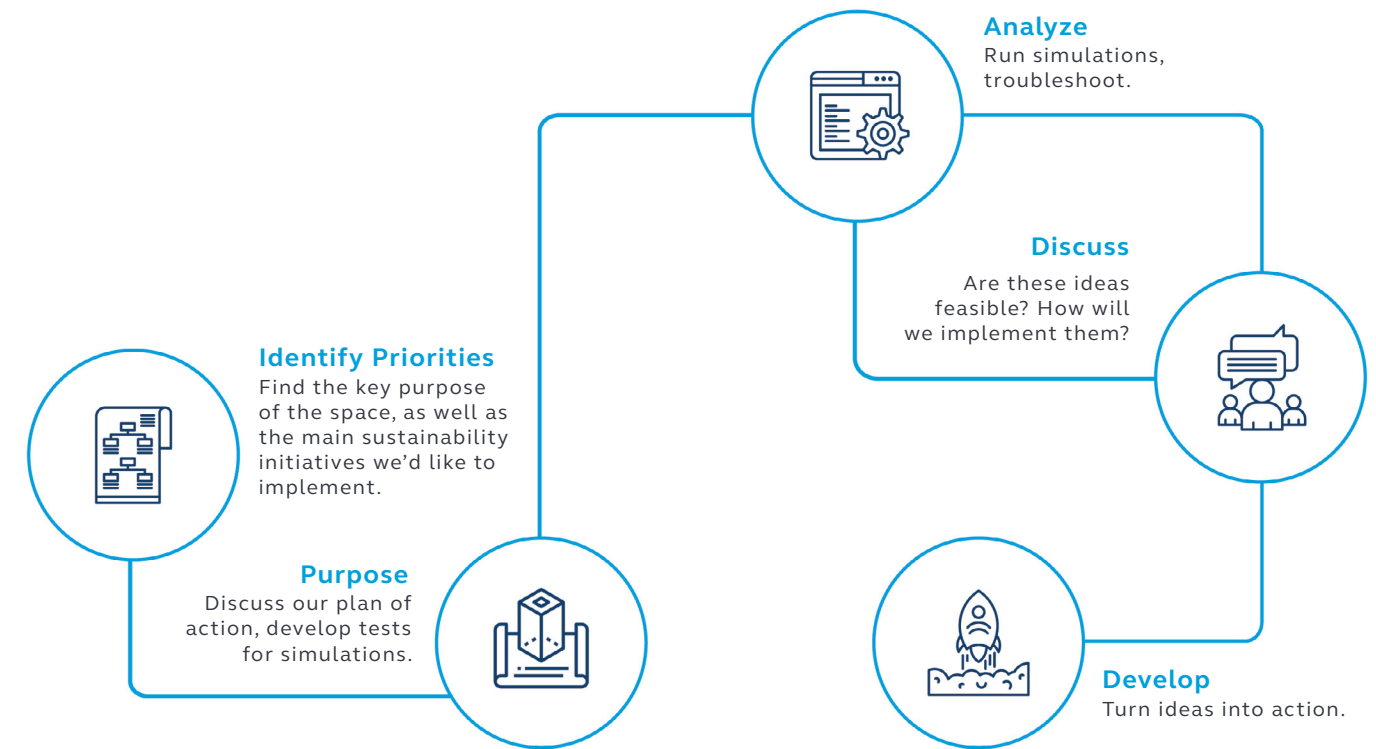 Analyze
Run simulations,
troubleshoot.
Discuss
Are these ideas
feasible? How will
we implement them?
Identify Priorities
Find the key purpose
of the space, as well as
the main sustainability
initiatives we’d like to
implement.
Purpose
Discuss our plan of
action, develop tests
for simulations.
Develop
Turn ideas into action.